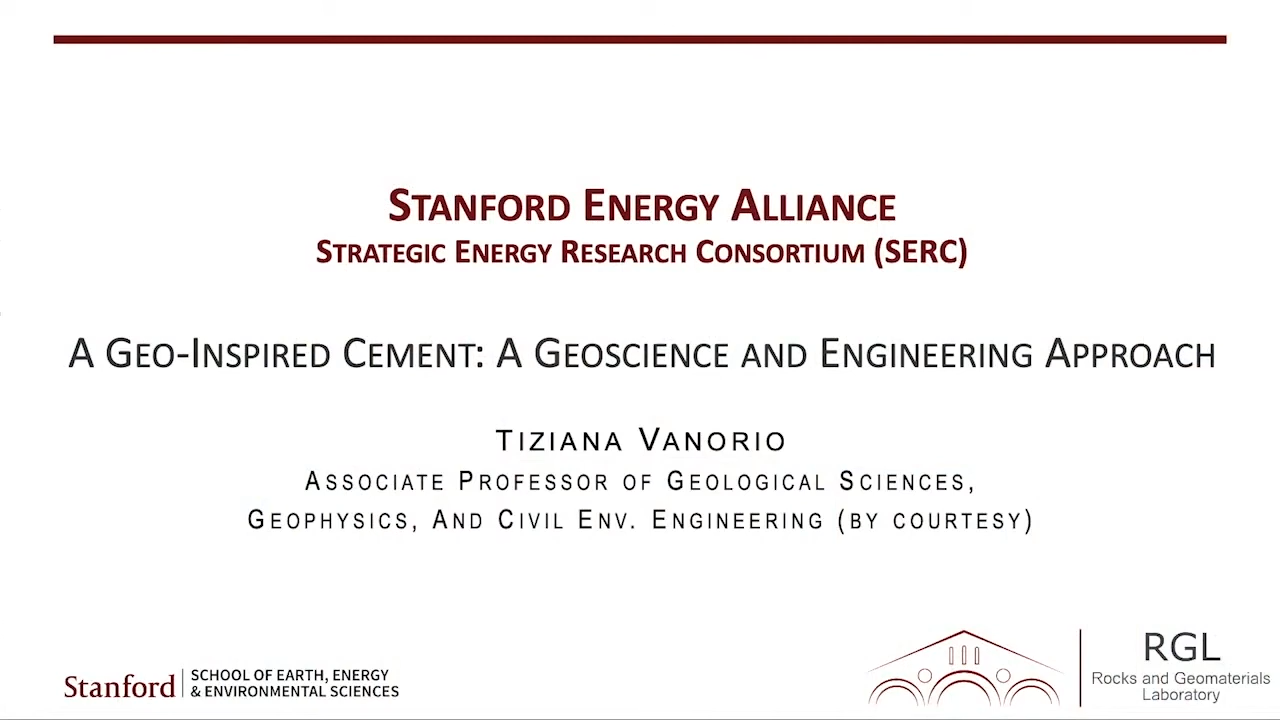 STANFORD ENERGY ALLIANCE
STRATEGIC ENERGY RESEARCH CONSORTIUM (SERC)
A GEO-INSPIRED CEMENT: A GEOSCIENCE AND ENGINEERING APPROACH
TIZIANA VANORIO
ASSOCIATE PROFESSOR OF GEOLOGICAL SCIENCES,
GEOPHYSICS, AND CIVIL ENV. ENGINEERING (BY COURTESY)
Stanford
SCHOOL OF EARTH, ENERGY
& ENVIRONMENTAL SCIENCES
RGL
Rocks and Geomaterials
Laboratory